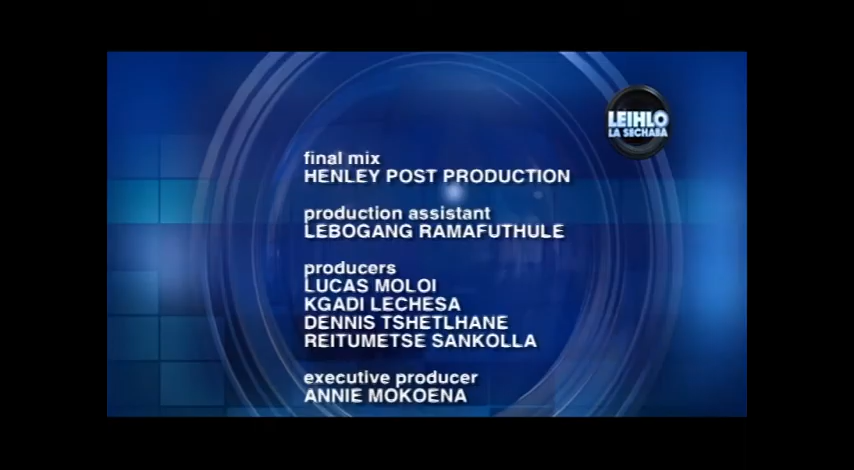 LEIHLO
LA SECHABA
final mix
HENLEY POST PRODUCTION
production assistant
LEBOGANG RAMAFUTHULE
producers
LUCAS MOLOI
KGADI LECHESA
DENNIS TSHETLHANE
REITUMETSE SANKOLLA
executive producer
ANNIE MOKOENA